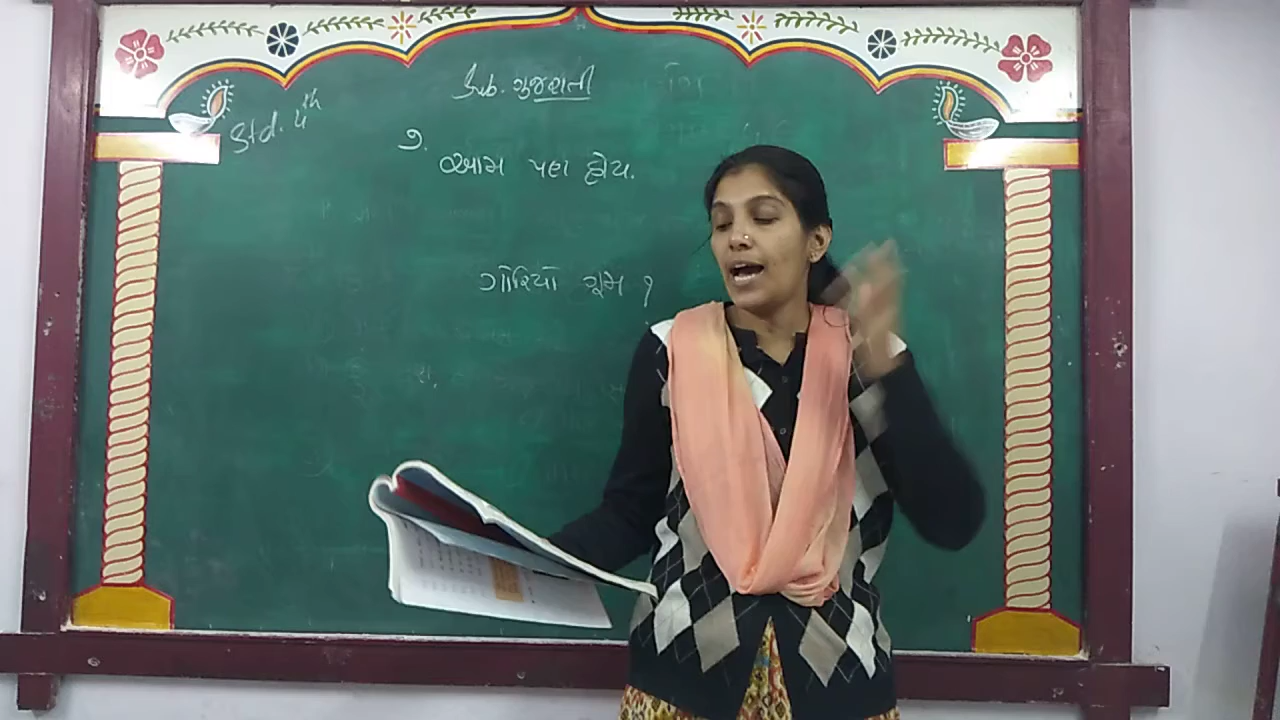 Sub. ગુજરાતી
Std. 4th
૭.
આમ પણ હોય.
ગોરિયો ગૂમ ?